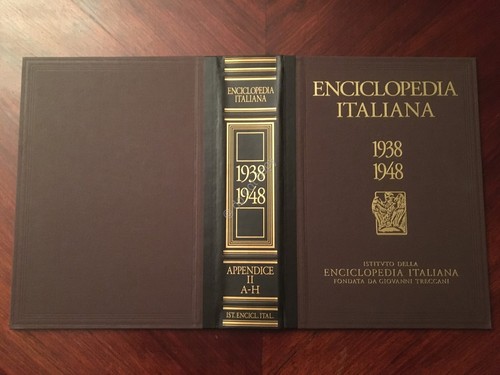 ENCICLOPEDIA
ITALIANA
1938
1948
APPENDICE
II
A-H
IST. ENCICL. ITAL.
ENCICLOPEDIA
ITALIANA
1938
1948
ISTITVTO DELLA
ENCICLOPEDIA ITALIANA
FONDATA DA GIOVANNI TRECCANI